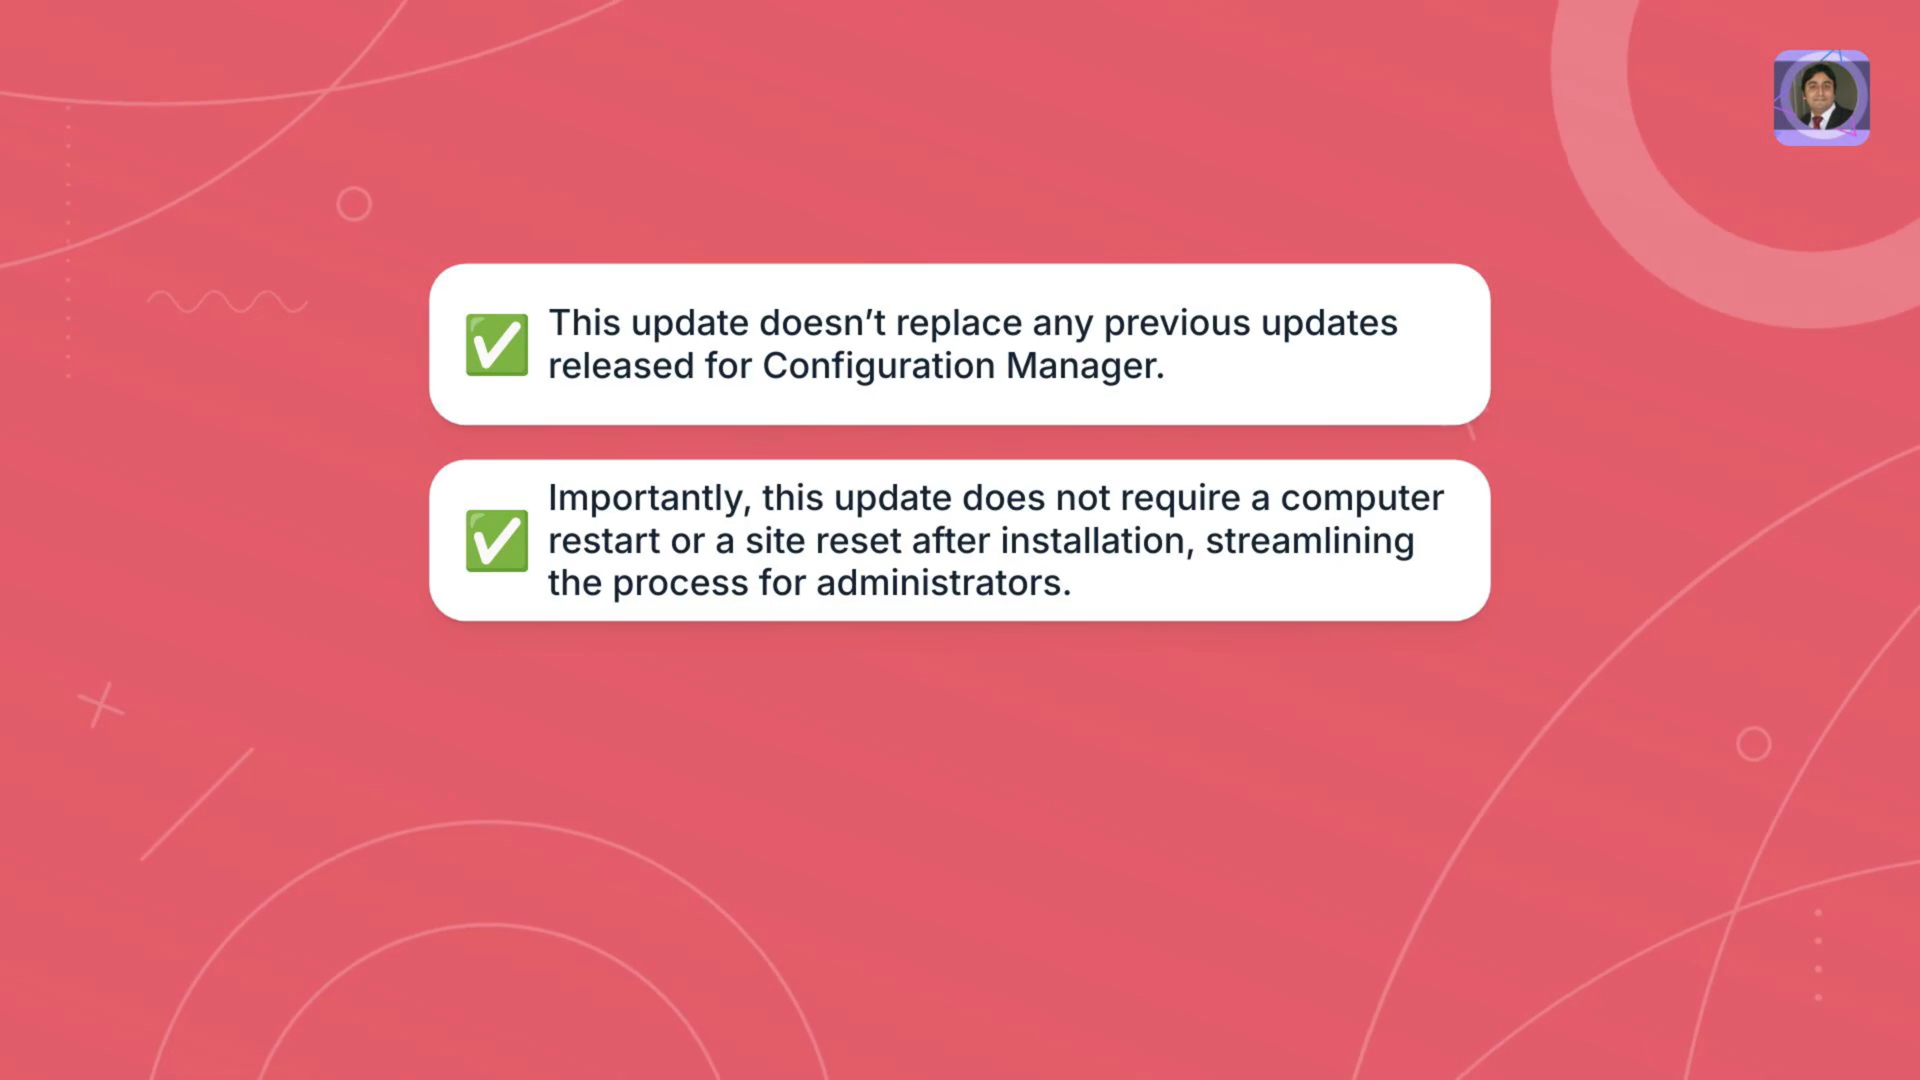 This update doesn’t replace any previous updates
released for Configuration Manager.
Importantly, this update does not require a computer
restart or a site reset after installation, streamlining
the process for administrators.